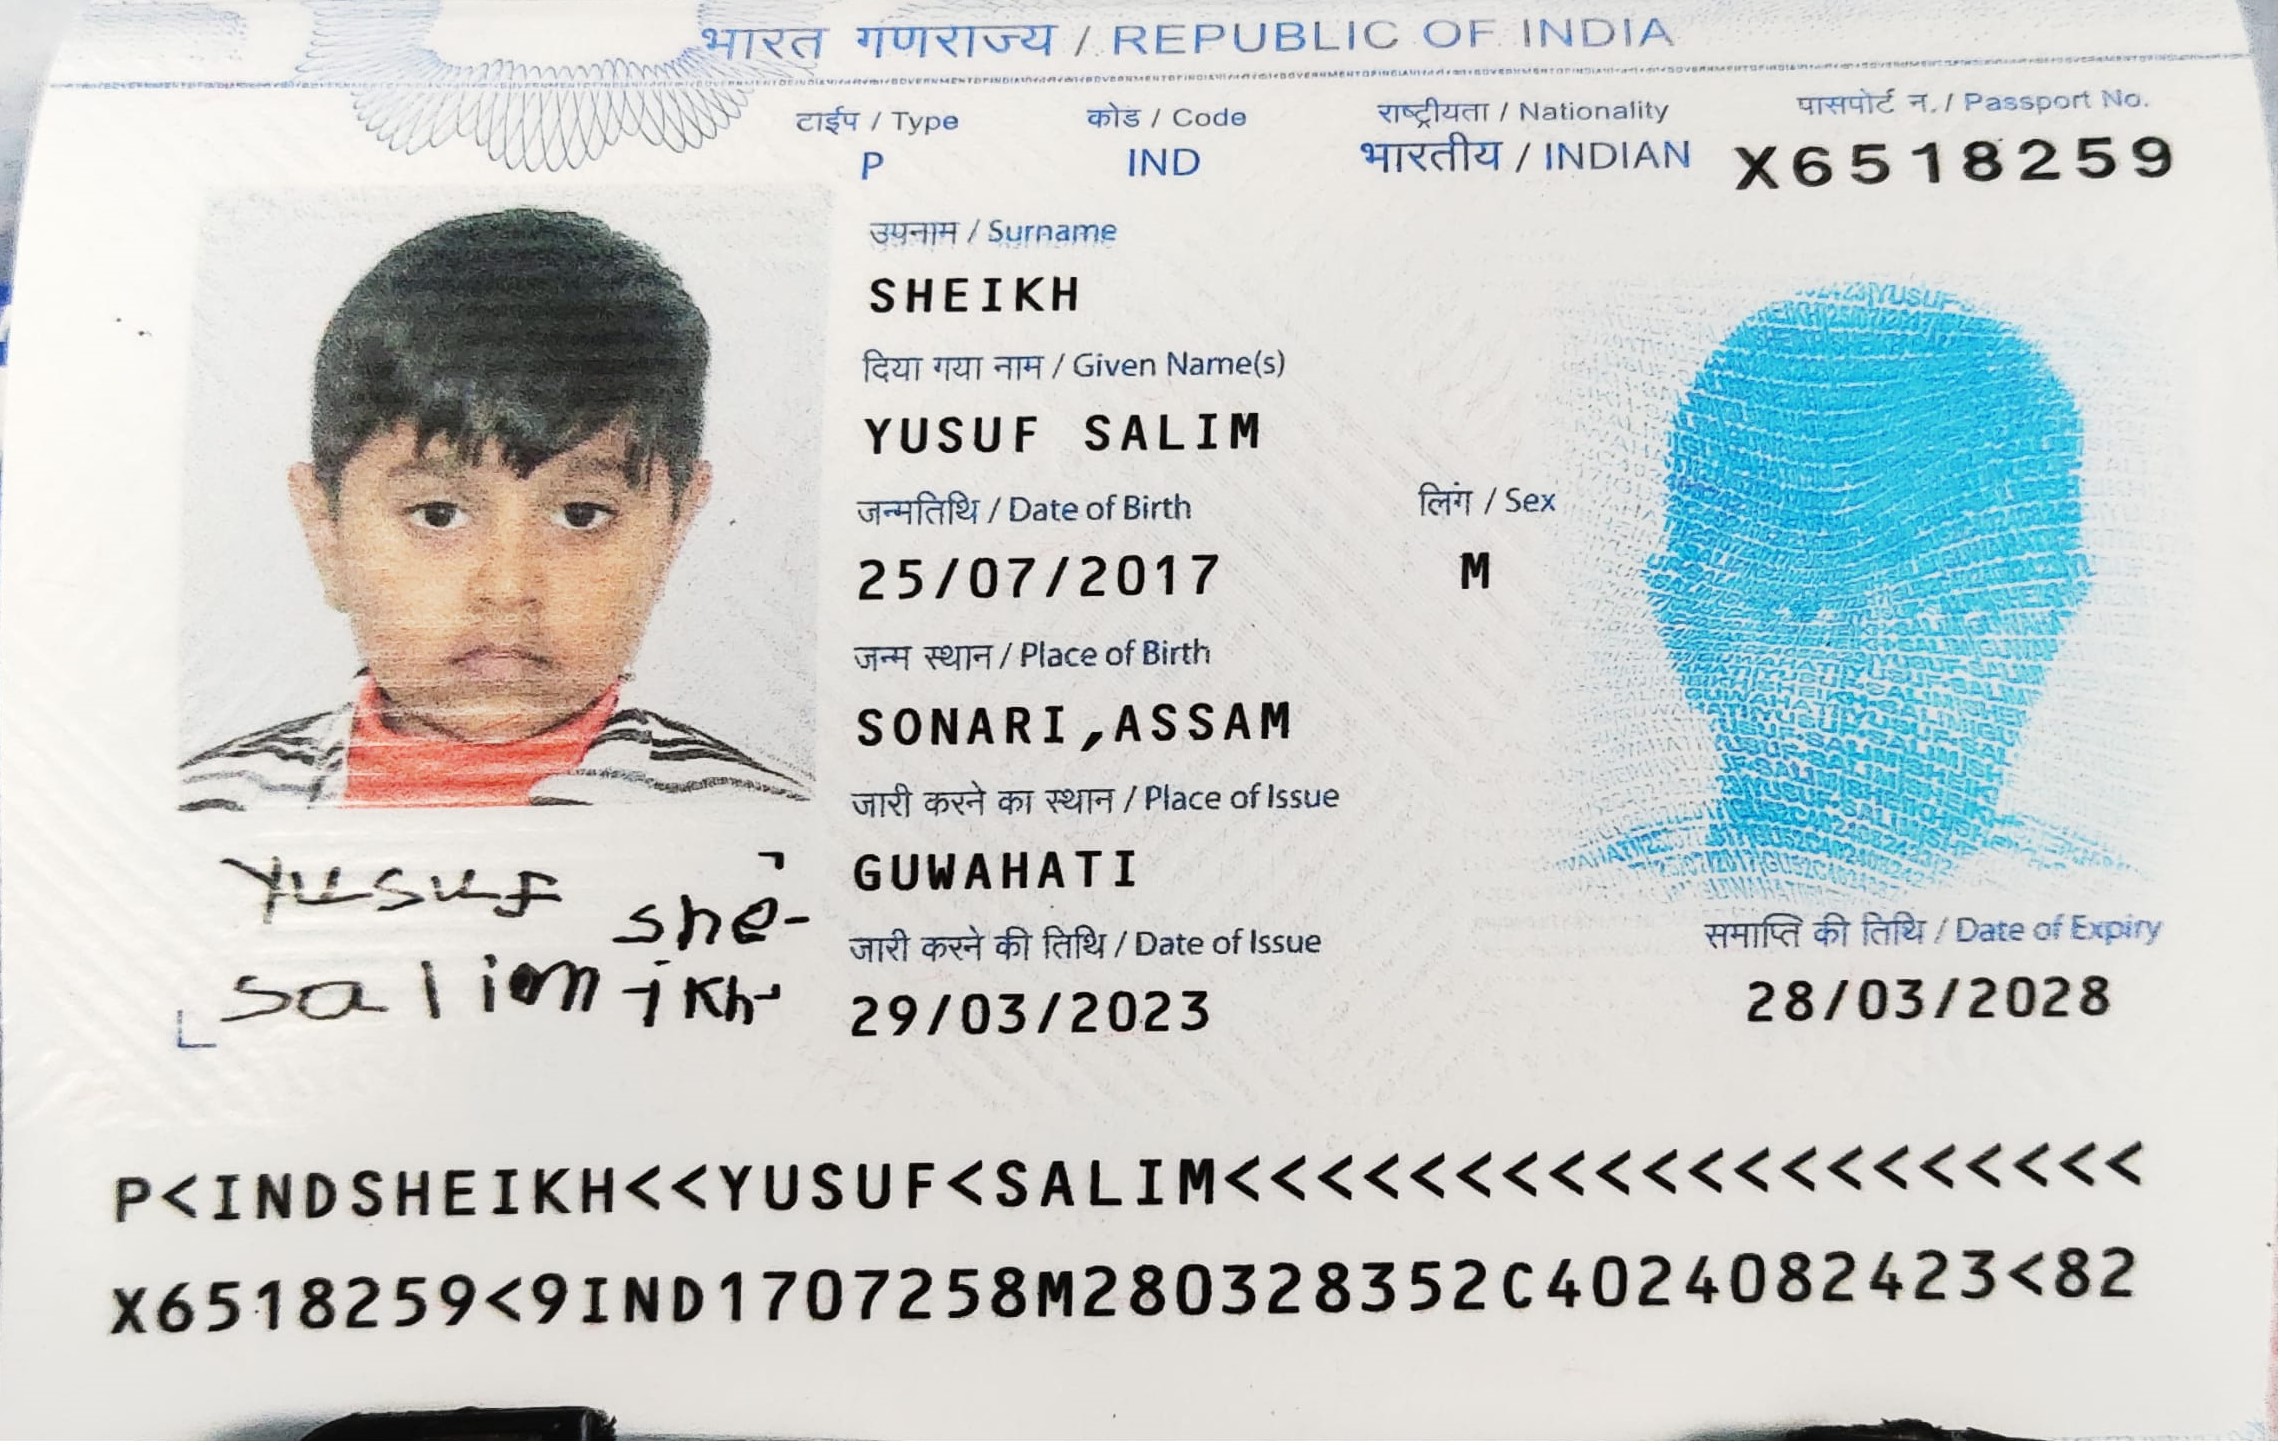 भारत गणराज्य / REPUBLIC OF INDIA
टाईप / Type
P
कोड / Code
IND
राष्ट्रीयता / Nationality
भारतीय / INDIAN
पासपोर्ट न. / Passport No.
X6518259
उपनाम / Surname
SHEIKH
दिया गया नाम / Given Name(s)
YUSUF SALIM
जन्मतिथि / Date of Birth
25/07/2017
लिंग / Sex
M
जन्म स्थान / Place of Birth
SONARI,ASSAM
जारी करने का स्थान / Place of Issue
GUWAHATI
जारी करने की तिथि / Date of Issue
29/03/2023
समाप्ति की तिथि / Date of Expiry
28/03/2028
Yusuf she-
salim -ikh
P<INDSHEIKH<<YUSUF<SALIM<<<<<<<<<<<<<<<<<<<<
X6518259<9IND1707258M280328352C4024082423<82